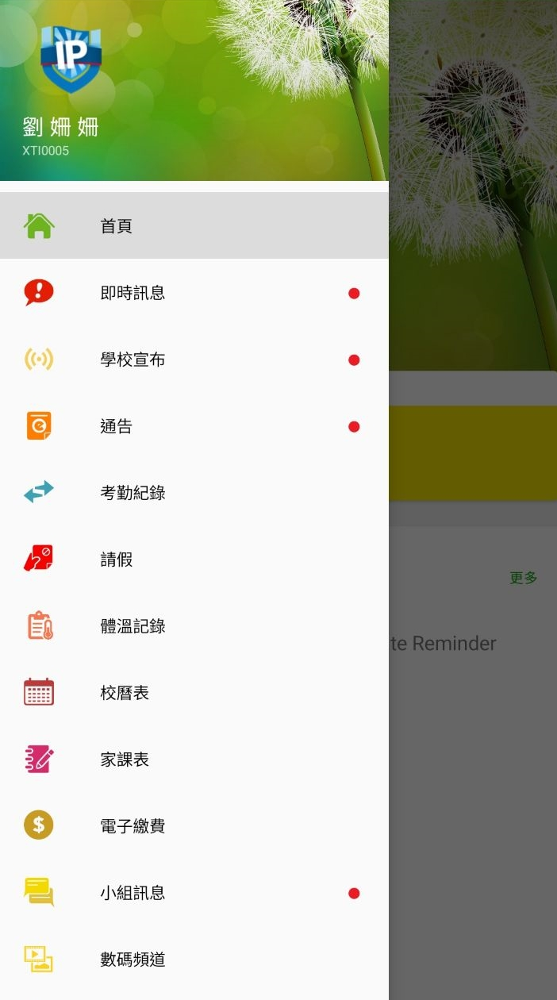 IP
劉 姍 姍
XTI0005
首頁
即時訊息
學校宣布
通告
考勤紀錄
請假
更多
體溫記錄
te Reminder
校曆表
家課表
電子繳費
小組訊息
數碼頻道